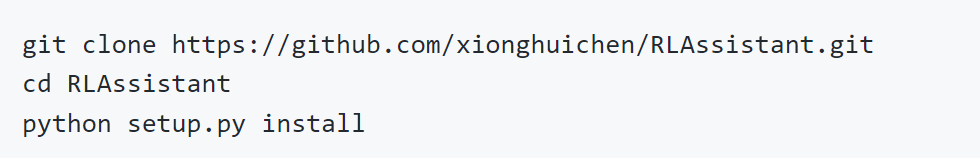 git clone https://github.com/xionghuichen/RLAssistant.git
cd RLAssistant
python setup.py install